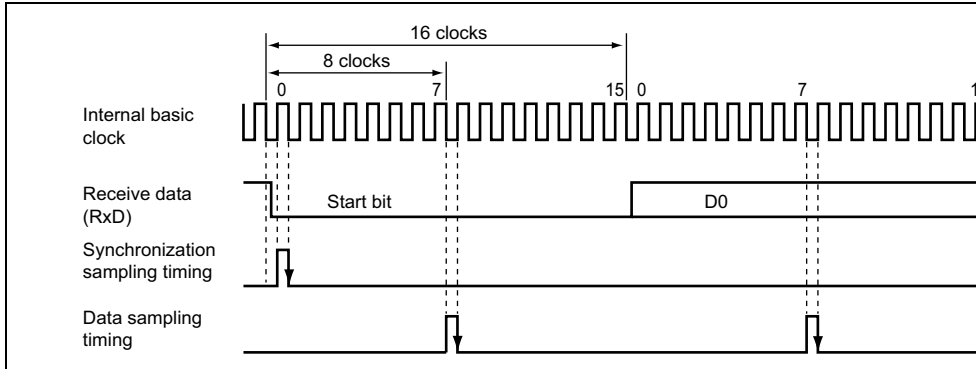 16 clocks
8 clocks
0 7 15 0 7 1
Internal basic
clock
Receive data
(RxD)
Start bit D0
Synchronization
sampling timing
Data sampling
timing